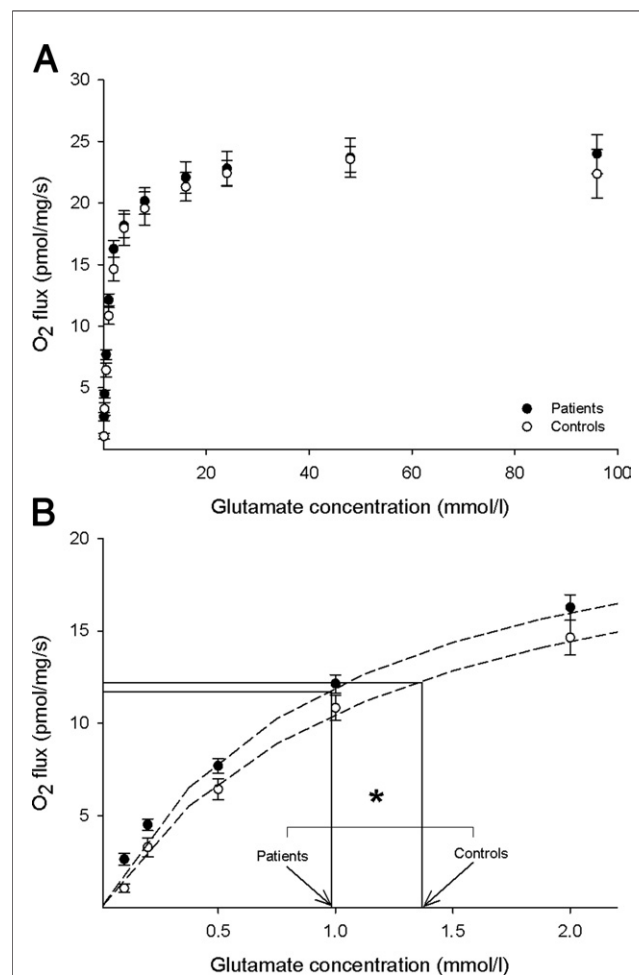 A
30
25
20
15
10
5
O2 flux (pmol/mg/s)
Patients
Controls
20 40 60 80 100
Glutamate concentration (mmol/l)
B
20
15
10
5
O2 flux (pmol/mg/s)
*
Patients
Controls
0.5 1.0 1.5 2.0
Glutamate concentration (mmol/l)